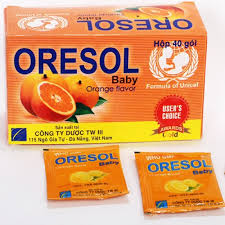 ORESOL
Hộp 40 gói
Baby
Orange flavor
Formula of Unicef
USER'S
CHOICE
AWARDS
Gold
Sản xuất tại
CÔNG TY DƯỢC TW III
115 Ngô Gia Tự - Đà Nẵng, Việt Nam
ORESOL
Baby
ORESOL
Baby